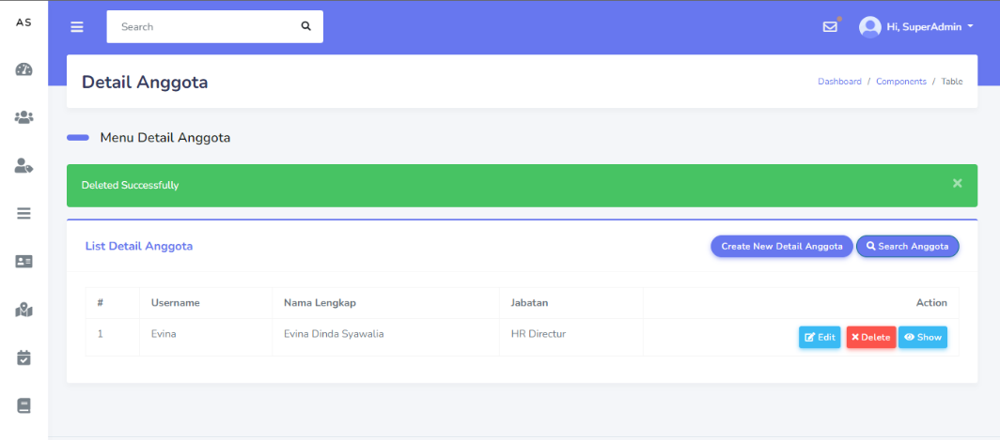 AS
Search
Hi, SuperAdmin
Detail Anggota
Dashboard / Components / Table
Menu Detail Anggota
Deleted Successfully
×
List Detail Anggota
Create New Detail Anggota
Search Anggota
# Username Nama Lengkap Jabatan Action
1 Evina Evina Dinda Syawalia HR Directur Edit Delete Show